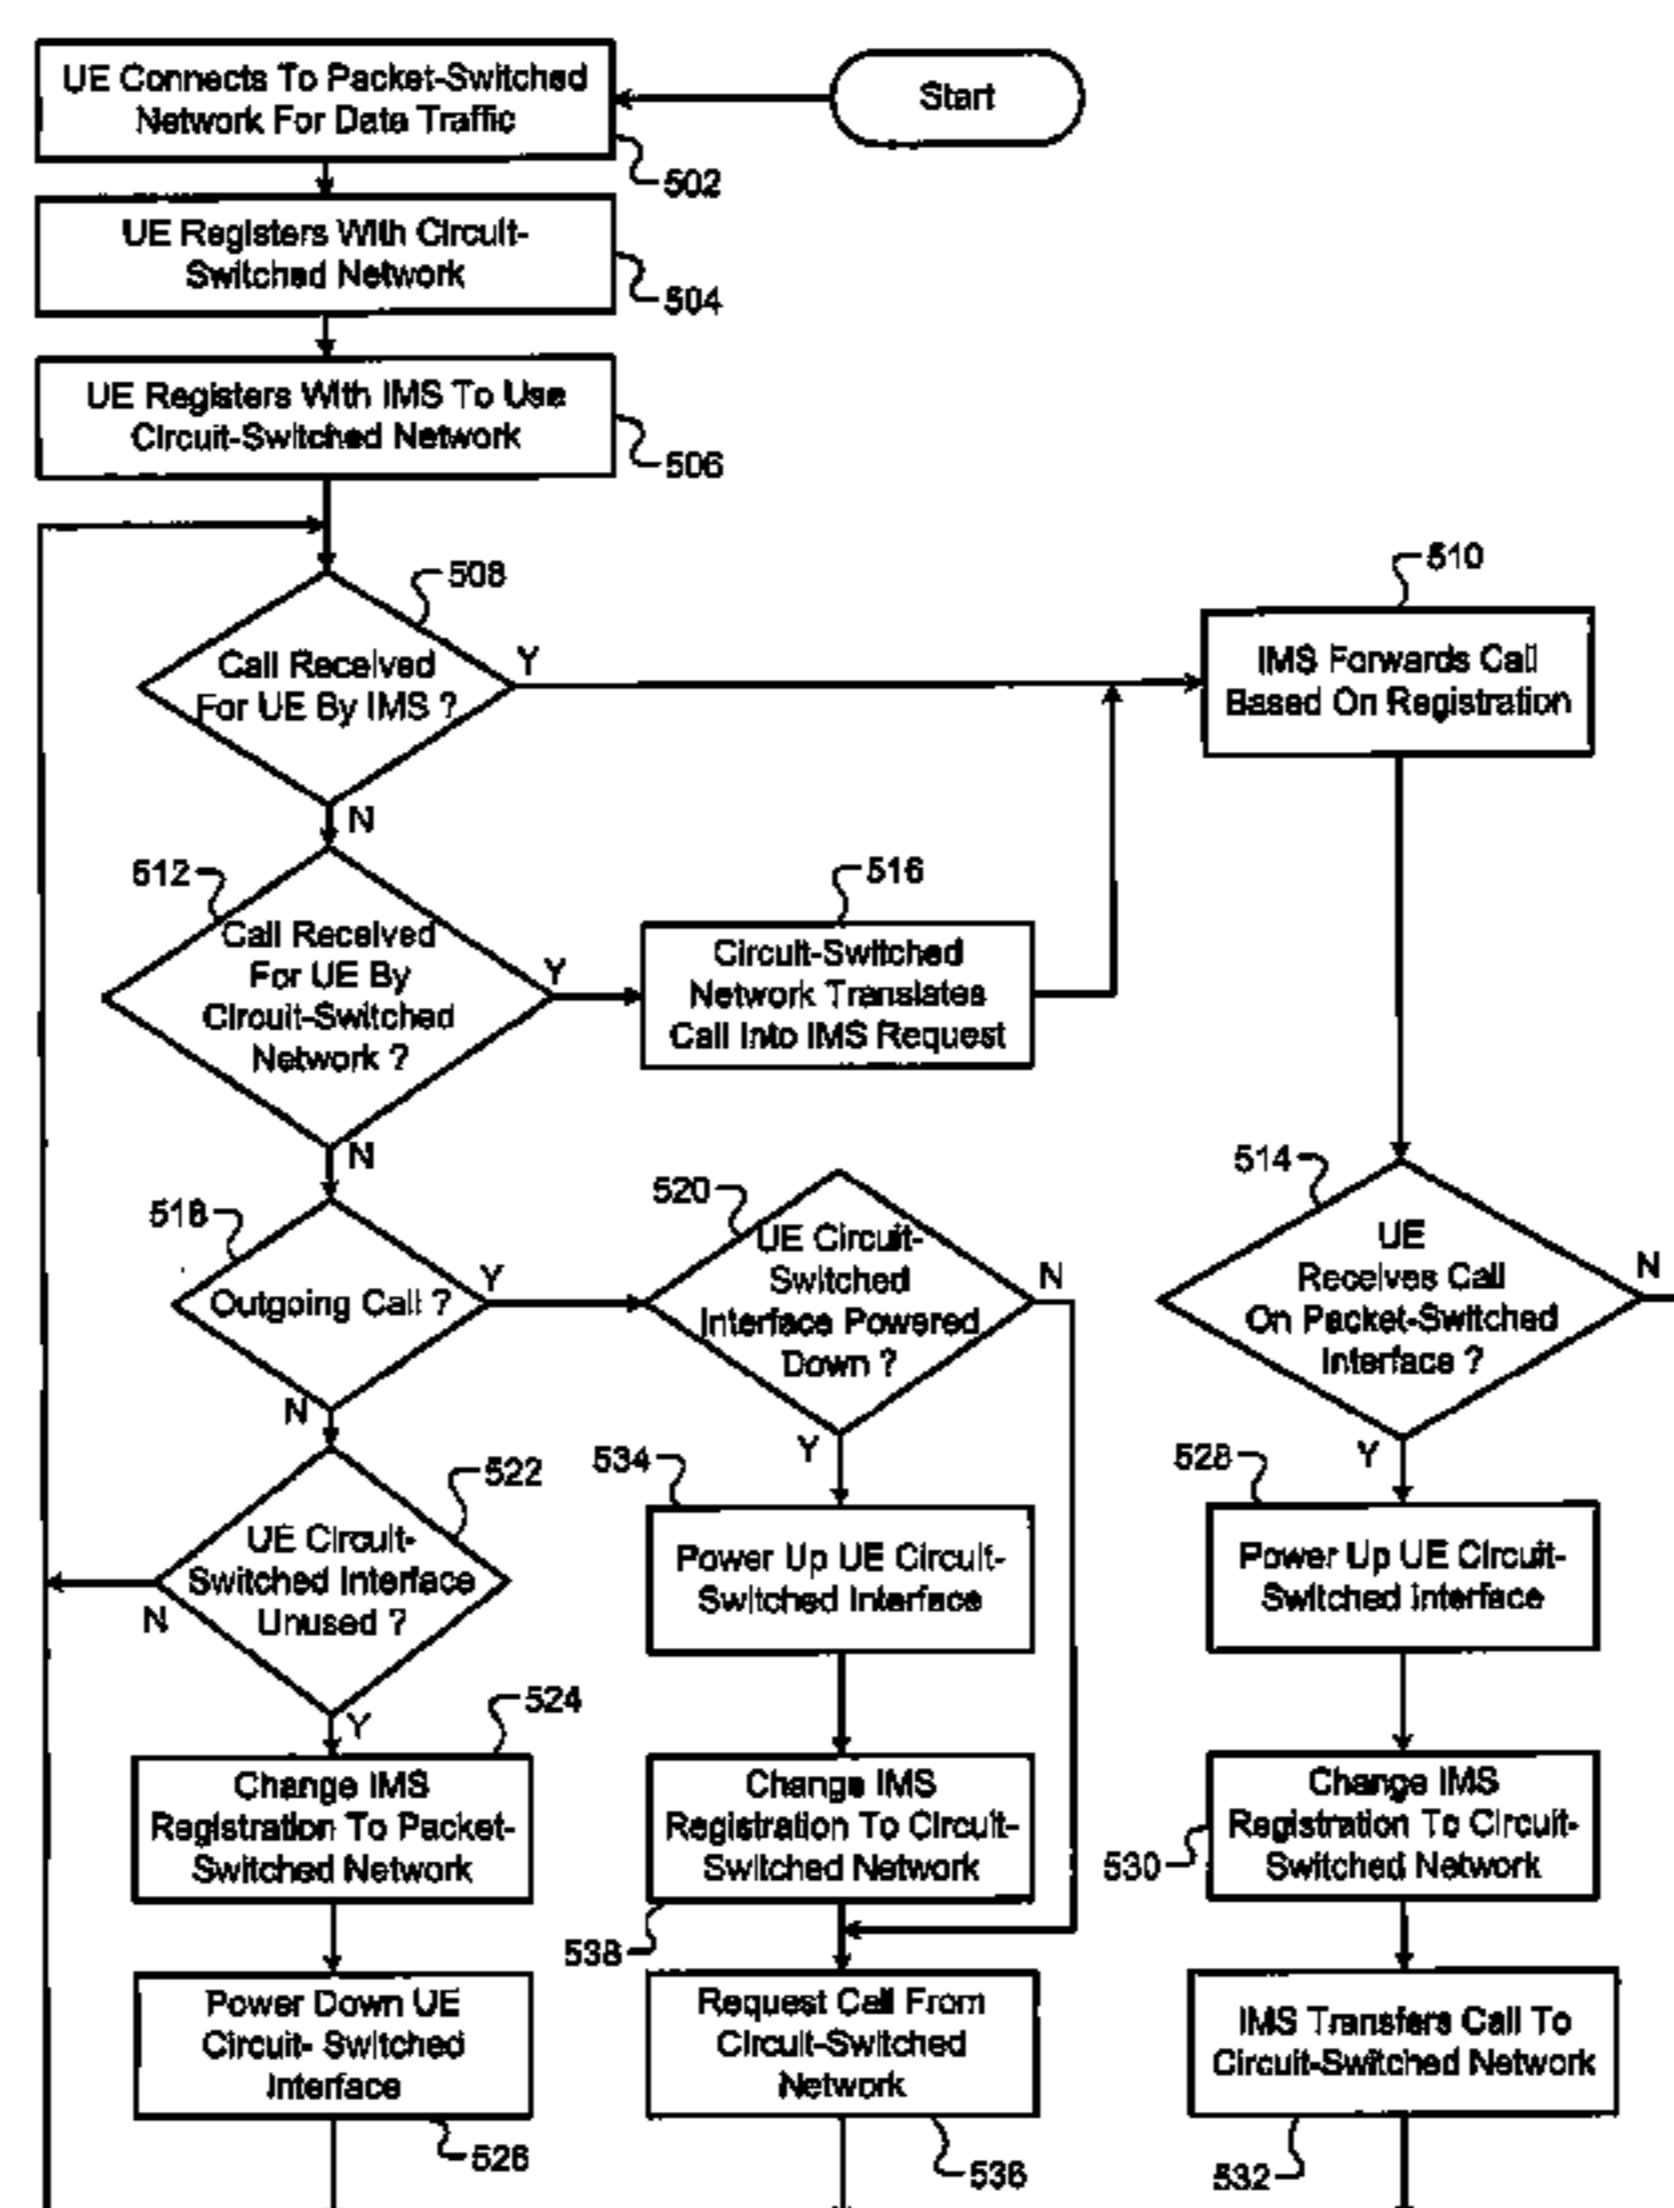 UE Connects To Packet-Switched
Network For Data Traffic
Start
502
UE Registers With Circuit-
Switched Network
504
UE Registers With IMS To Use
Circuit-Switched Network
506
508
Call Received
For UE By IMS ?
Y
N
510
IMS Forwards Call
Based On Registration
512
Call Received
For UE By
Circuit-Switched
Network ?
Y
N
516
Circuit-Switched
Network Translates
Call Into IMS Request
518
Outgoing Call ?
Y
N
520
UE Circuit-
Switched
Interface Powered
Down ?
N
Y
514
UE
Receives Call
On Packet-Switched
Interface ?
N
Y
522
UE Circuit-
Switched Interface
Unused ?
N
Y
534
Power Up UE Circuit-
Switched Interface
528
Power Up UE Circuit-
Switched Interface
524
Change IMS
Registration To Packet-
Switched Network
Change IMS
Registration To Circuit-
Switched Network
538
Change IMS
Registration To Circuit-
Switched Network
530
Power Down UE
Circuit- Switched
Interface
526
Request Call From
Circuit-Switched
Network
536
IMS Transfers Call To
Circuit-Switched Network
532